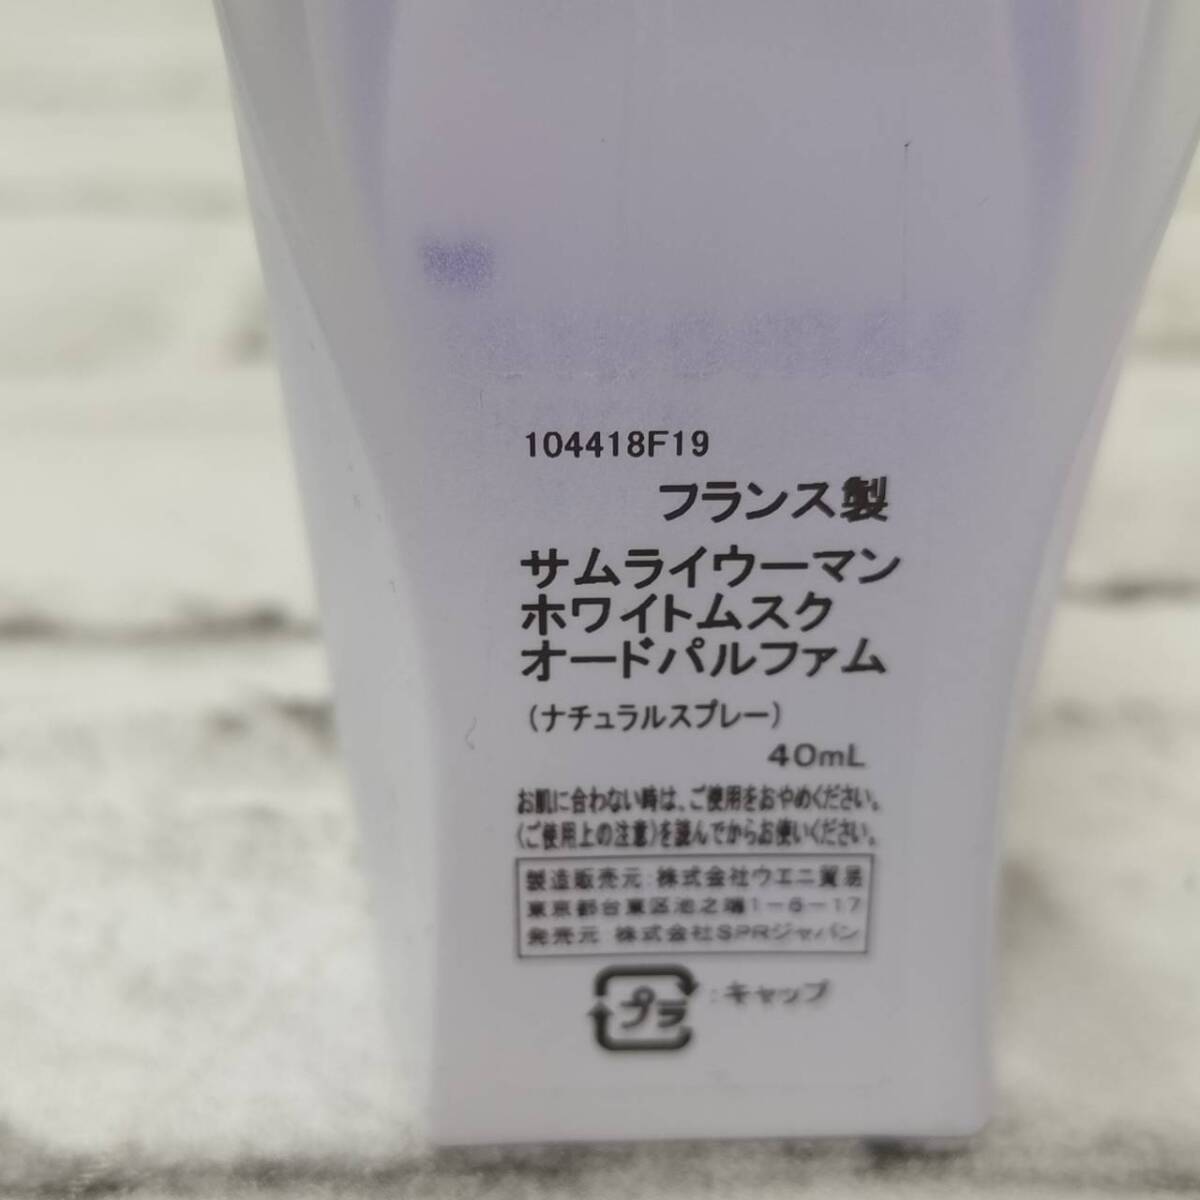 104418F19
フランス製
サムライウーマン
ホワイトムスク
オードパルファム
(ナチュラルスプレー)
40mL
お肌に合わない時は、ご使用をおやめください。
〈ご使用上の注意〉を読んでからお使いください。
製造販売元:株式会社ウエニ貿易
東京都台東区池之端1-6-17
発売元 株式会社SPRジャパン
プラ :キャップ